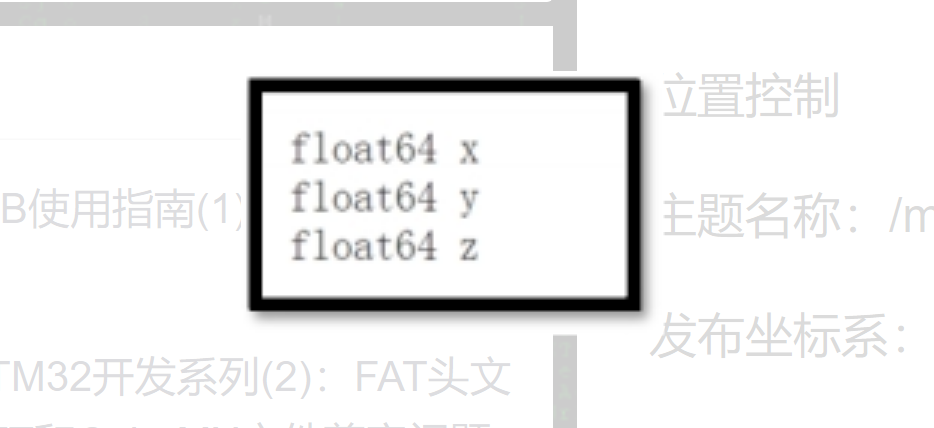 float64 x
float64 y
float64 z
立置控制
B使用指南(1)
主题名称：/m
发布坐标系：
TM32开发系列(2)：FAT头文